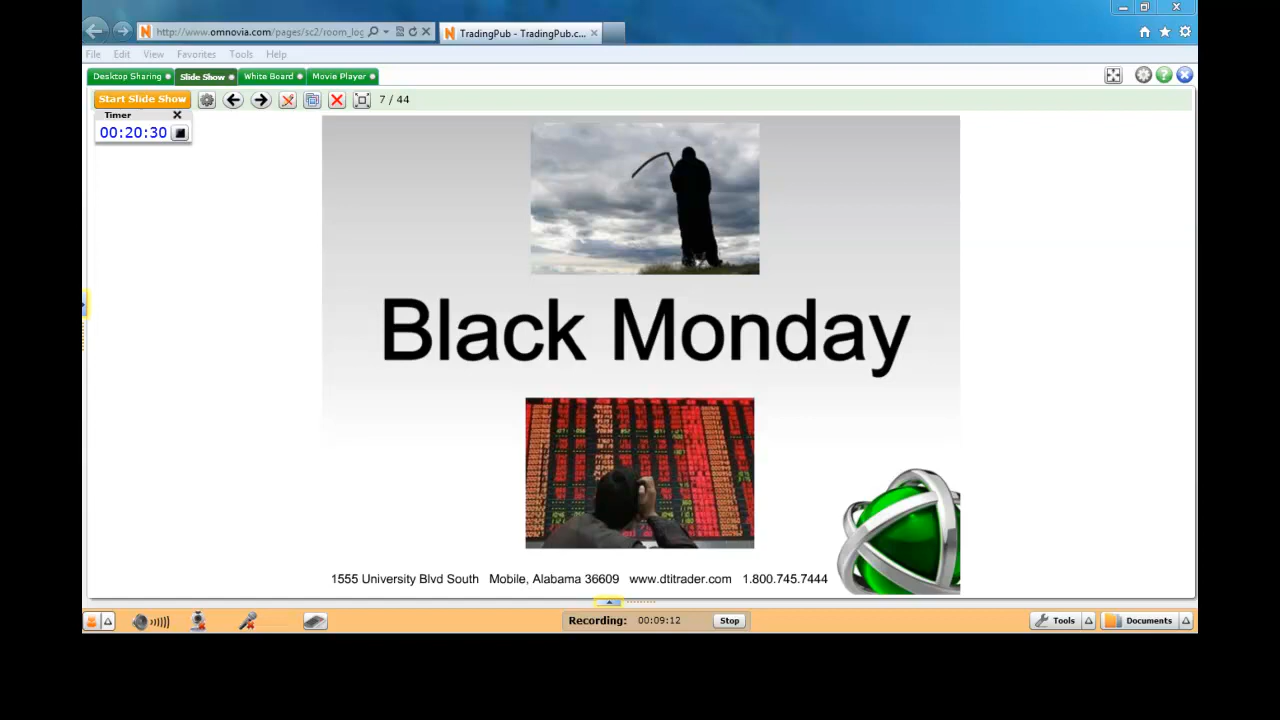 http://www.omnovia.com/pages/sc2/room_log
TradingPub - TradingPub.c...
File Edit View Favorites Tools Help
Desktop Sharing Slide Show White Board Movie Player
Start Slide Show 7 / 44
Timer
00:20:30
Black Monday
1555 University Blvd South Mobile, Alabama 36609 www.dtitrader.com 1.800.745.7444
Recording: 00:09:12 Stop Tools Documents